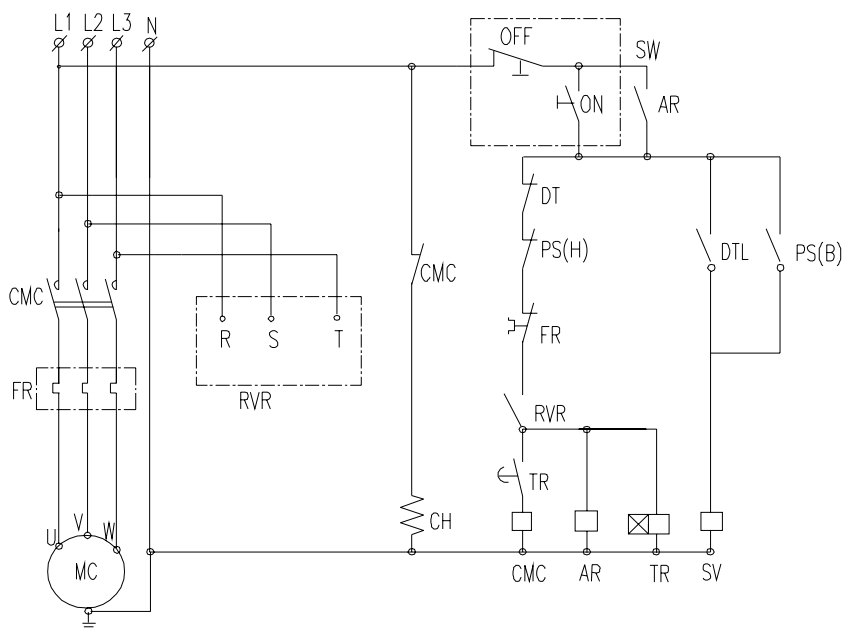 L1 L2 L3 N
OFF
SW
ON
AR
DT
PS(H)
DTL
PS(B)
CMC
CMC
FR
R S T
RVR
FR
RVR
TR
CH
U V W
MC
CMC AR TR SV